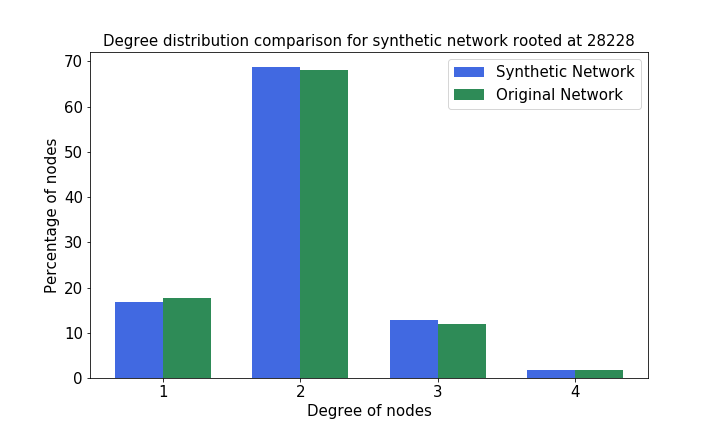 Degree distribution comparison for synthetic network rooted at 28228
Synthetic Network
Original Network
Percentage of nodes
70
60
50
40
30
20
10
0
1 2 3 4
Degree of nodes